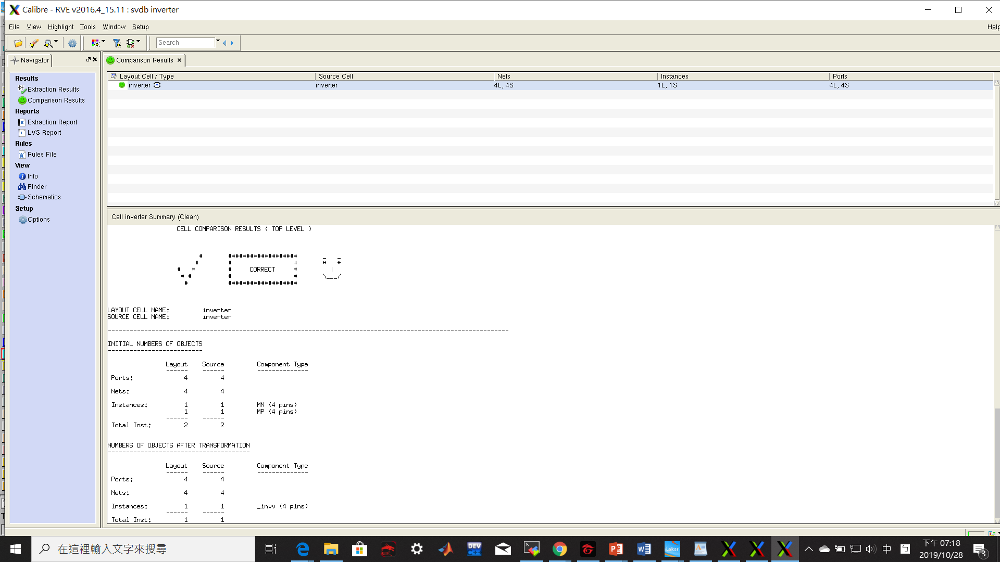 Calibre - RVE v2016.4_15.11 : svdb inverter
File View Highlight Tools Window Setup Help
Search
Navigator
Comparison Results
Results
Extraction Results
Comparison Results
Reports
Extraction Report
LVS Report
Rules
Rules File
View
Info
Finder
Schematics
Setup
Options
Layout Cell / Type Source Cell Nets Instances Ports
inverter inverter 4L, 4S 1L, 1S 4L, 4S
Cell inverter Summary (Clean)
CELL COMPARISON RESULTS ( TOP LEVEL )
# ################### _ _
# # # * *
# # # CORRECT # |
# # # # \___/
# ###################
LAYOUT CELL NAME: inverter
SOURCE CELL NAME: inverter
--------------------------------------------------------------------------------------------------------------
INITIAL NUMBERS OF OBJECTS
--------------------------
Layout Source Component Type
------ ------ --------------
Ports: 4 4
Nets: 4 4
Instances: 1 1 MN (4 pins)
1 1 MP (4 pins)
------ ------
Total Inst: 2 2
NUMBERS OF OBJECTS AFTER TRANSFORMATION
---------------------------------------
Layout Source Component Type
------ ------ --------------
Ports: 4 4
Nets: 4 4
Instances: 1 1 _invv (4 pins)
------ ------
Total Inst: 1 1
在這裡輸入文字來搜尋
DEV
Laker
中
下午 07:18
2019/10/28
3